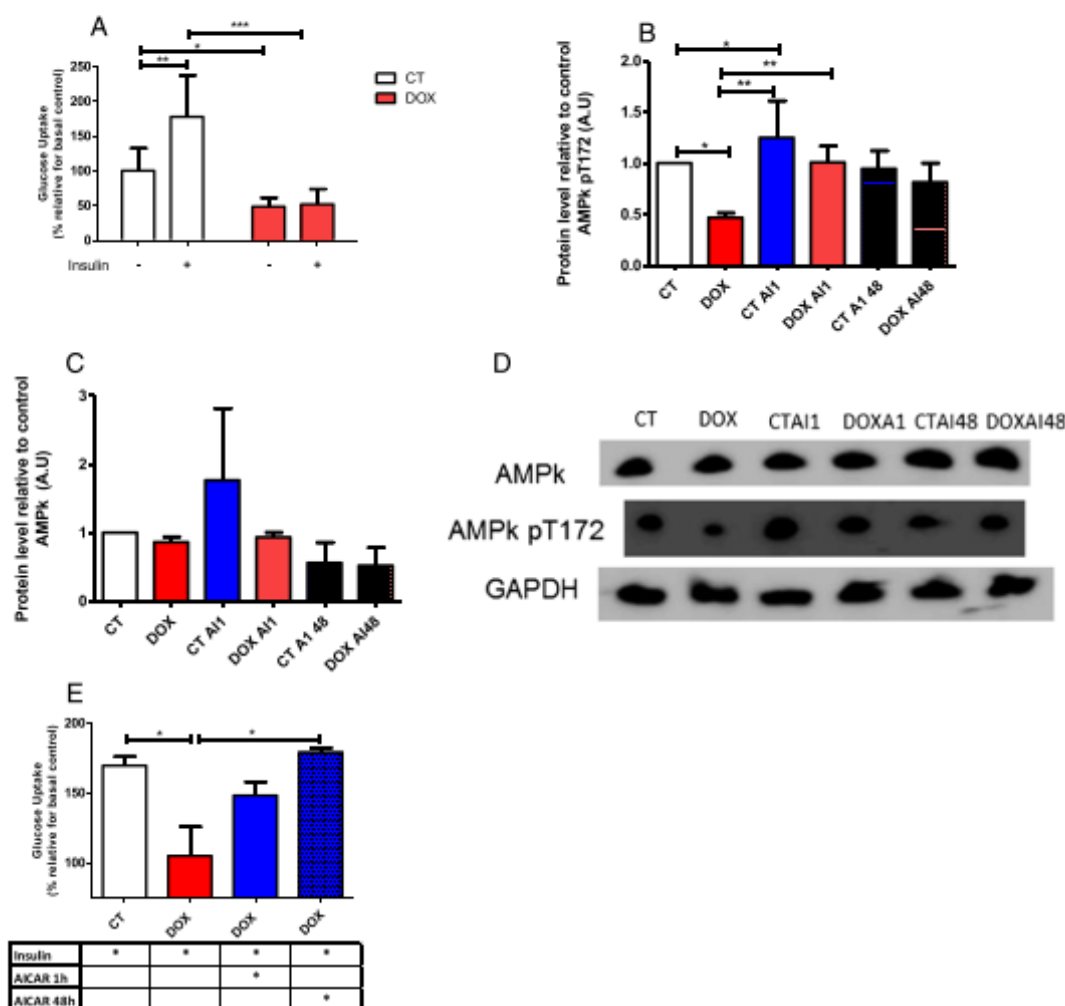 A
***
*
**
Glucose Uptake
(% relative for basal control)
250
200
150
100
50
0
CT
DOX
Insulin - + - +
B
*
**
**
*
Protein level relative to control
AMPk pT172 (A.U)
2.0
1.5
1.0
0.5
0.0
CT DOX CT AI1 DOX AI1 CT A1 48 DOX AI48
C
Protein level relative to control
AMPk (A.U)
3
2
1
0
CT DOX CT AI1 DOX AI1 CT A1 48 DOX AI48
D
CT DOX CTAI1 DOXA1 CTAI48 DOXAI48
AMPk
AMPk pT172
GAPDH
E
* *
Glucose Uptake
(% relative for basal control)
200
150
100
CT DOX DOX DOX
Insulin * * * *
AICAR 1h *
AICAR 48h *